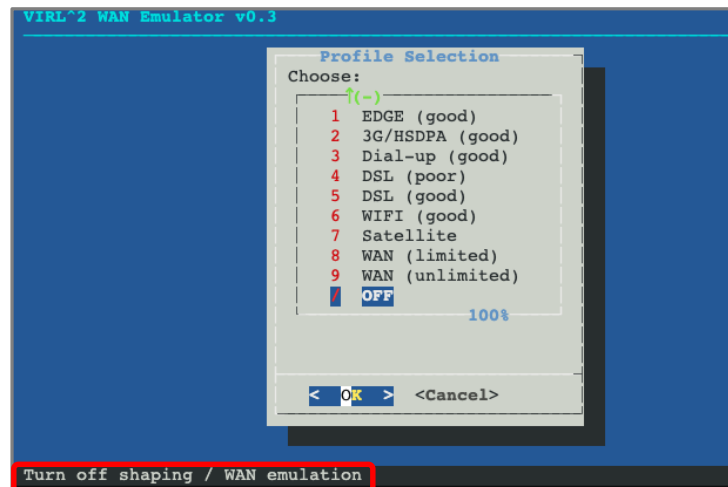 VIRL^2 WAN Emulator v0.3
Profile Selection
Choose:
↑(-)
1 EDGE (good)
2 3G/HSDPA (good)
3 Dial-up (good)
4 DSL (poor)
5 DSL (good)
6 WIFI (good)
7 Satellite
8 WAN (limited)
9 WAN (unlimited)
/ OFF
100%
< OK > <Cancel>
Turn off shaping / WAN emulation